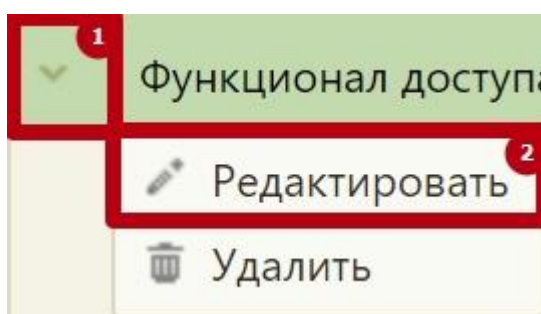 1
Функционал доступа
2
Редактировать
Удалить